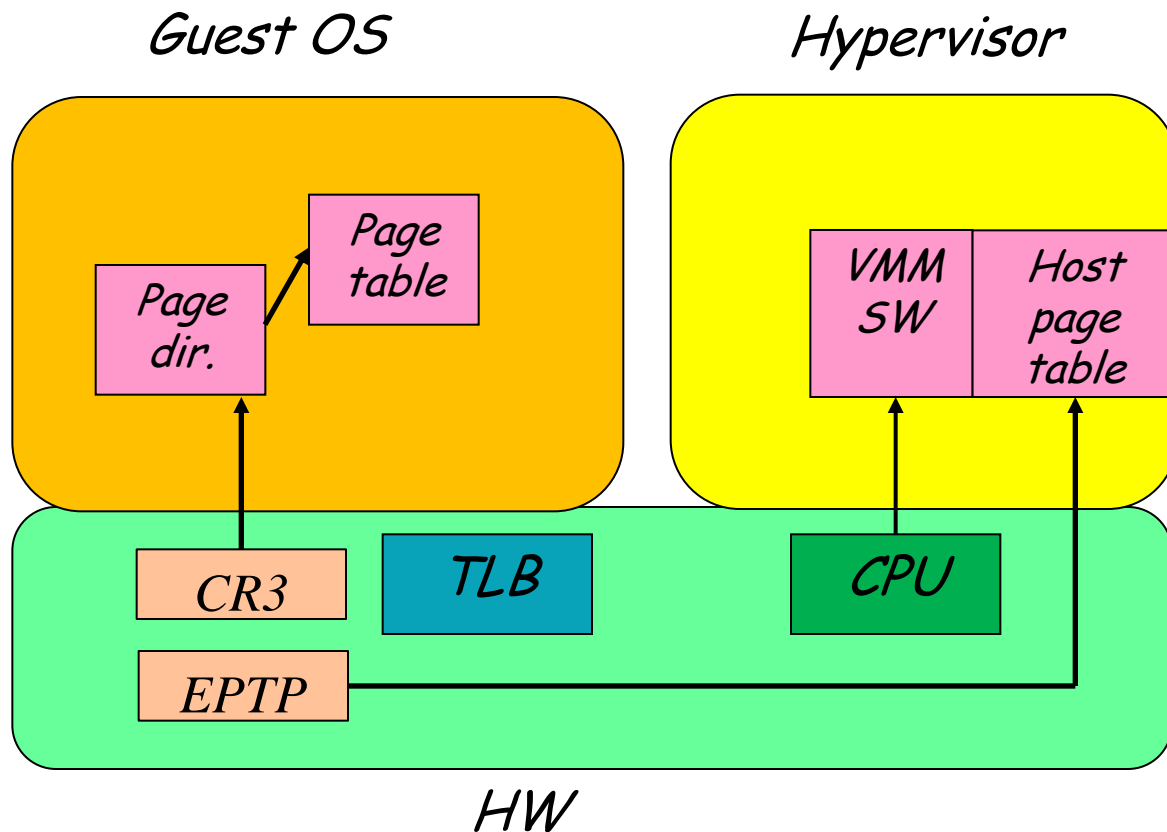 Guest OS
Hypervisor
Page
table
Page
dir.
VMM
SW
Host
page
table
CR3
TLB
CPU
EPTP
HW